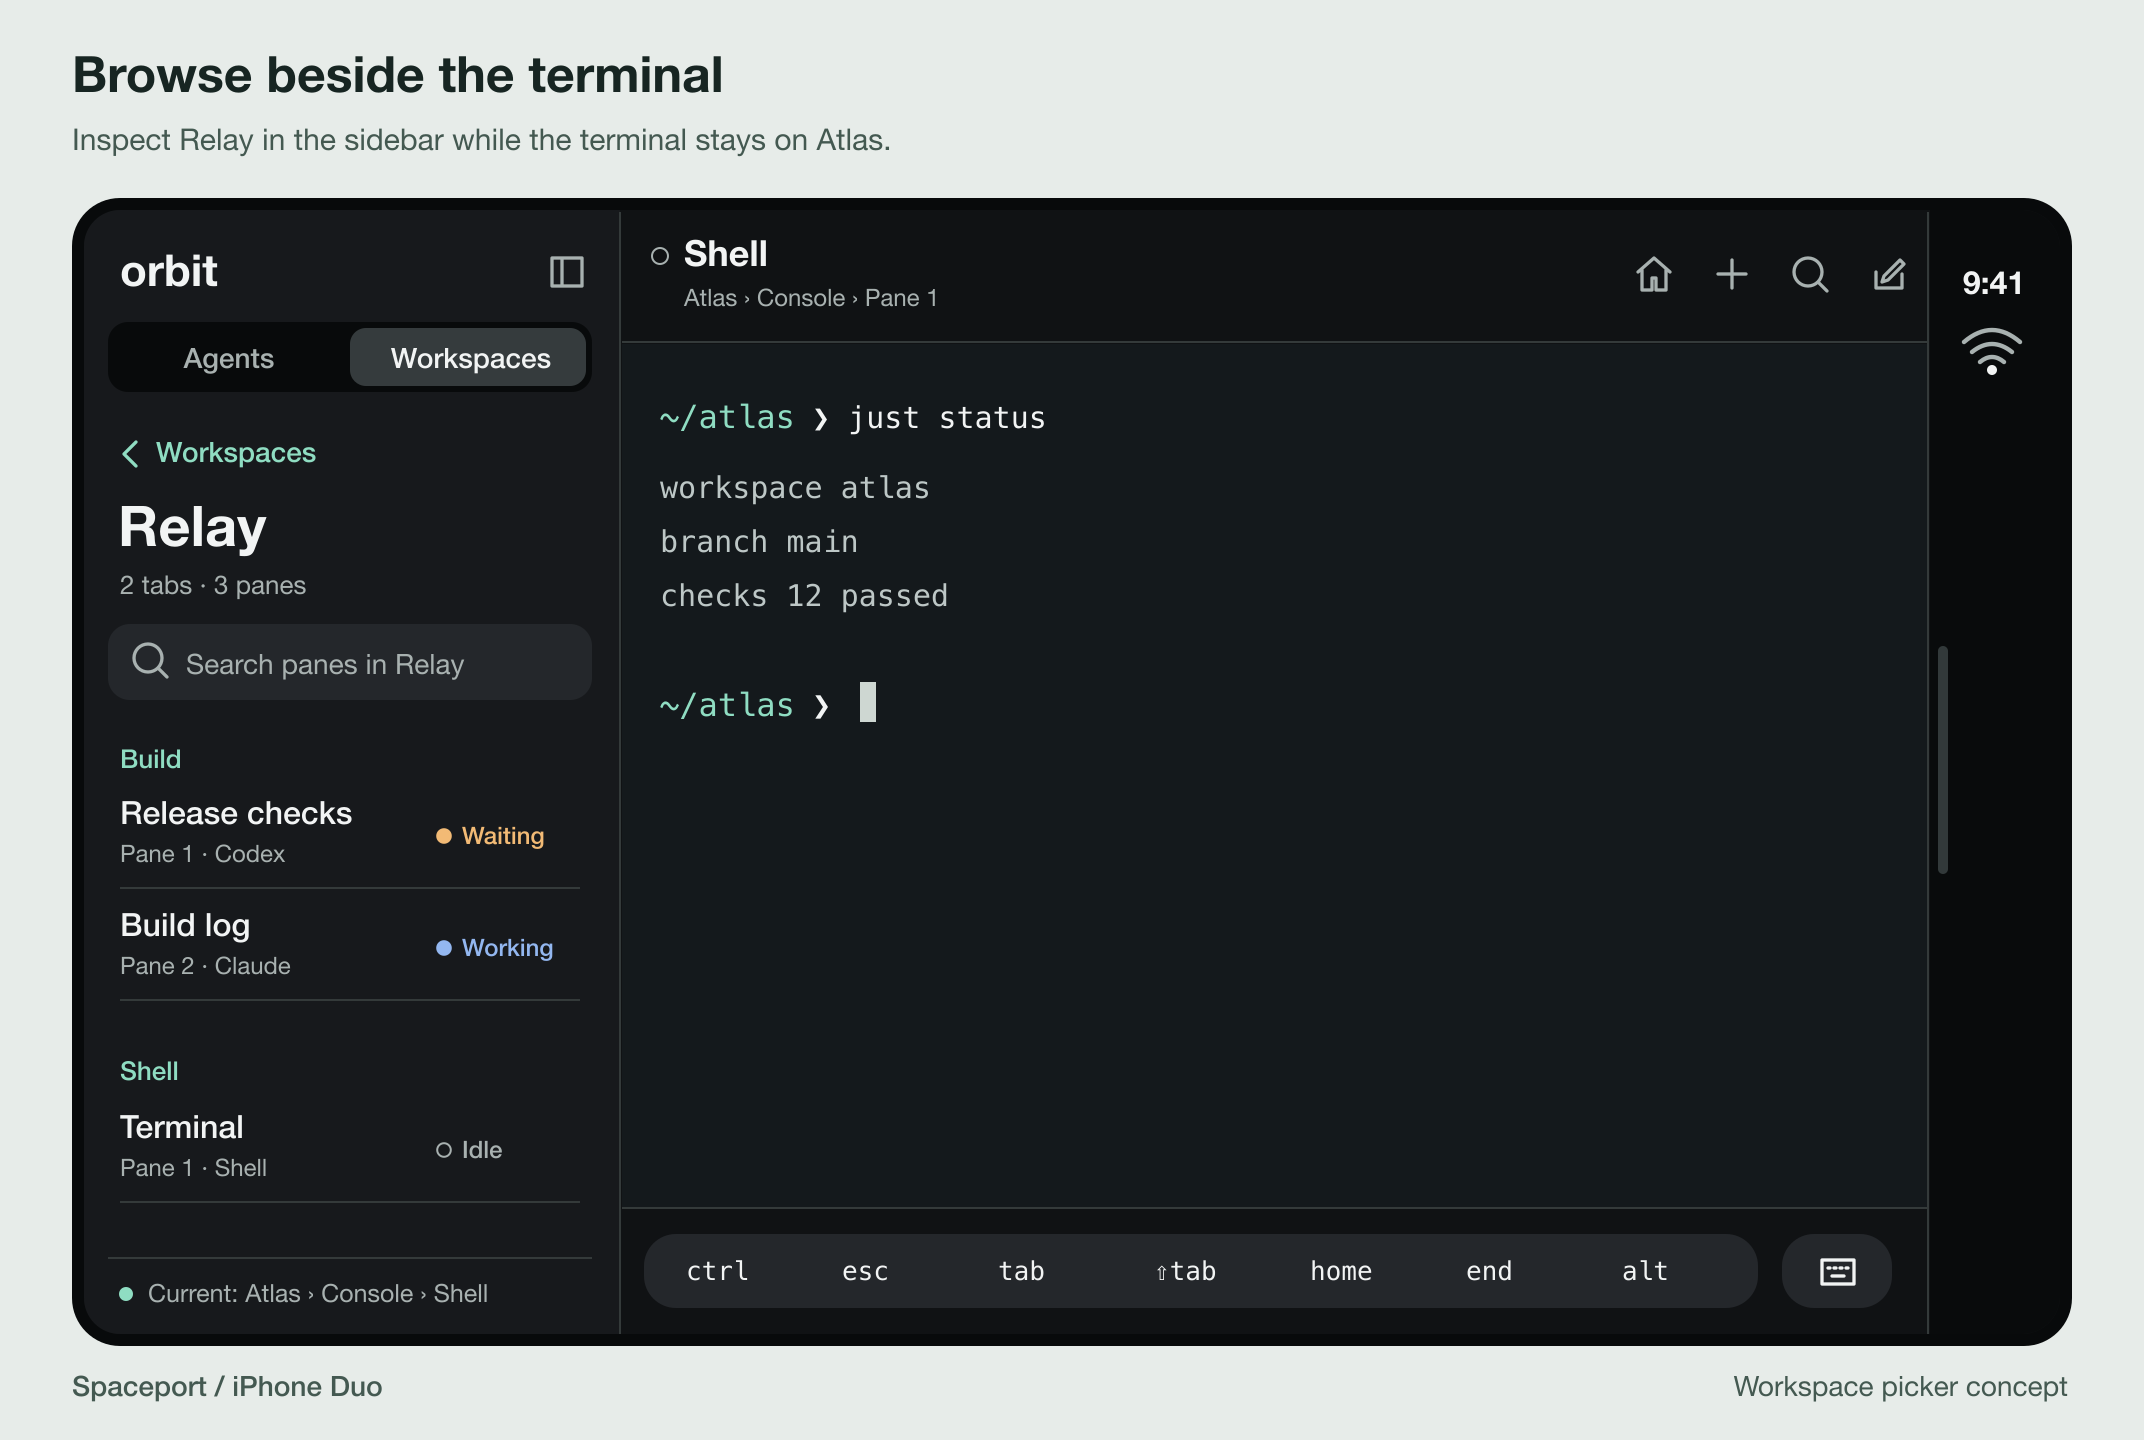 Browse beside the terminal
Inspect Relay in the sidebar while the terminal stays on Atlas.
orbit
Agents
Workspaces
Workspaces
Relay
2 tabs · 3 panes
Search panes in Relay
Build
Release checks
Pane 1 · Codex
Waiting
Build log
Pane 2 · Claude
Working
Shell
Terminal
Pane 1 · Shell
Idle
Current: Atlas › Console › Shell
Shell
Atlas › Console › Pane 1
~/atlas ❯ just status
workspace atlas
branch main
checks 12 passed
~/atlas ❯
ctrl esc tab ⇧tab home end alt
9:41
Spaceport / iPhone Duo
Workspace picker concept